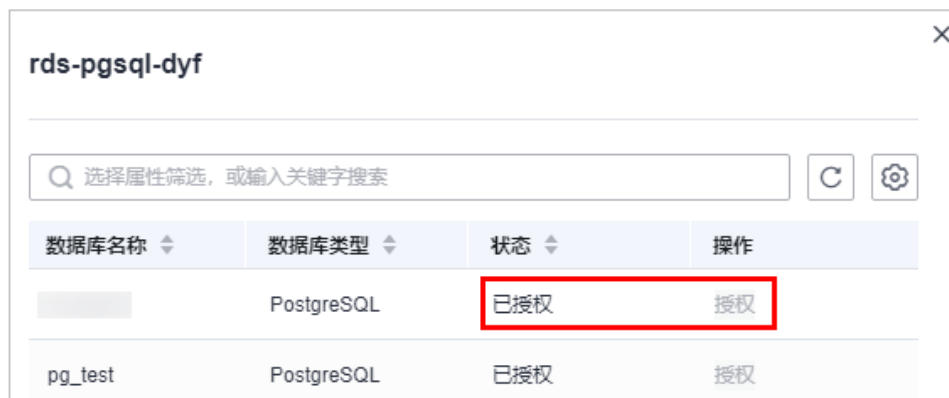 rds-pgsql-dyf
选择属性筛选，或输入关键字搜索
数据库名称 数据库类型 状态 操作
PostgreSQL 已授权 授权
pg_test PostgreSQL 已授权 授权